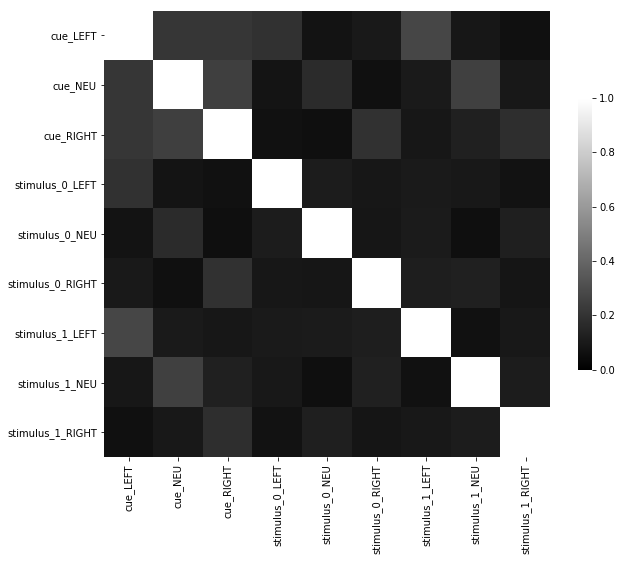 cue_LEFT
cue_NEU
cue_RIGHT
stimulus_0_LEFT
stimulus_0_NEU
stimulus_0_RIGHT
stimulus_1_LEFT
stimulus_1_NEU
stimulus_1_RIGHT
cue_LEFT
cue_NEU
cue_RIGHT
stimulus_0_LEFT
stimulus_0_NEU
stimulus_0_RIGHT
stimulus_1_LEFT
stimulus_1_NEU
stimulus_1_RIGHT
1.0
0.8
0.6
0.4
0.2
0.0